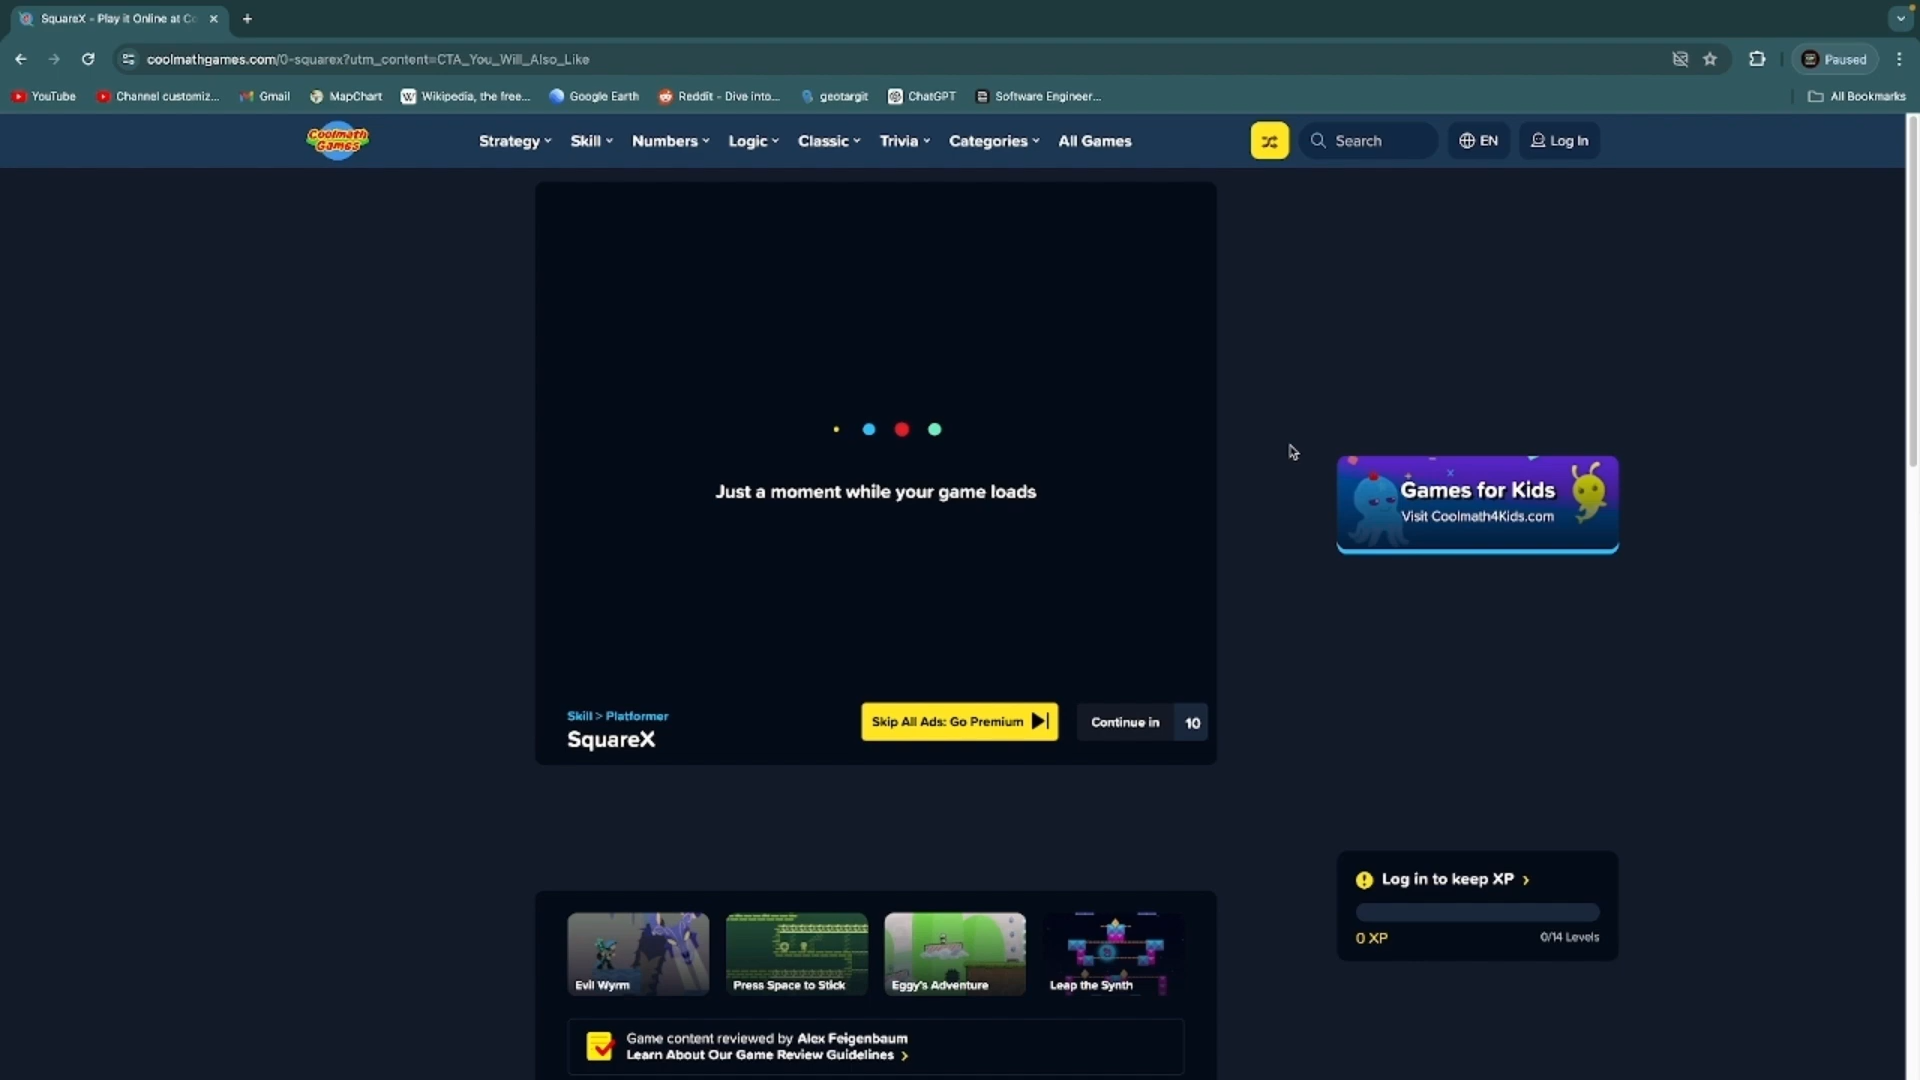 SquareX - Play it Online at Co
coolmathgames.com/0-squarex?utm_content=CTA_You_Will_Also_Like
Paused
YouTube
Channel customiz...
Gmail
MapChart
Wikipedia, the free...
Google Earth
Reddit - Dive into...
geotargit
ChatGPT
Software Engineer...
All Bookmarks
Coolmath
Games
Strategy
Skill
Numbers
Logic
Classic
Trivia
Categories
All Games
Search
EN
Log In
Just a moment while your game loads
Games for Kids
Visit Coolmath4Kids.com
Skill > Platformer
SquareX
Skip All Ads: Go Premium
Continue in 10
Log in to keep XP >
0 XP
0/14 Levels
Evil Wyrm
Press Space to Stick
Eggy's Adventure
Leap the Synth
Game content reviewed by Alex Feigenbaum
Learn About Our Game Review Guidelines >